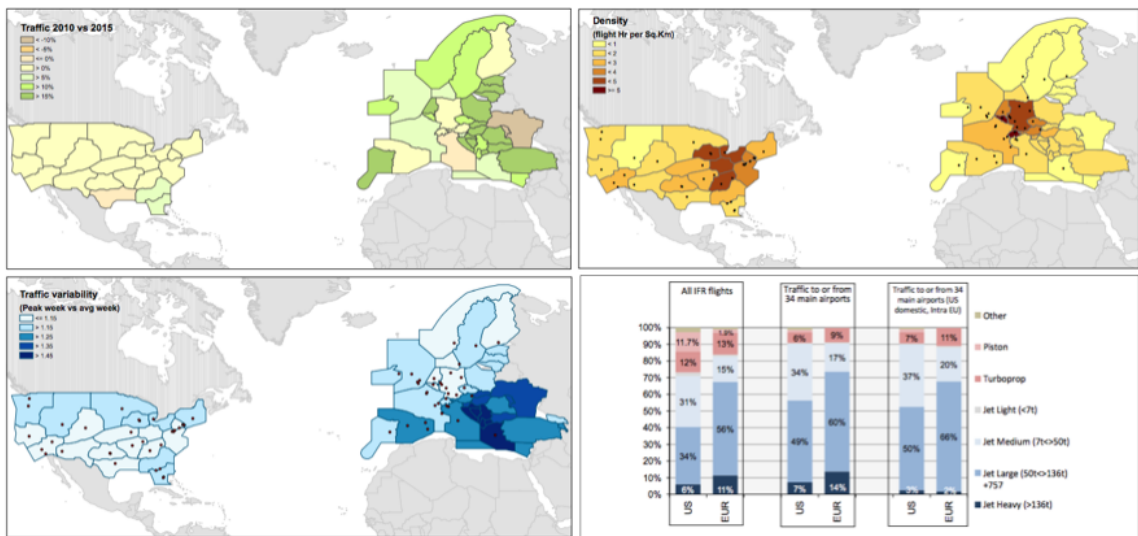 Traffic 2010 vs 2015
< -10%
< -5%
<= 0%
> 0%
> 5%
> 10%
> 15%
Density
(flight Hr per Sq.Km)
< 1
< 2
< 3
< 4
< 5
>= 5
Traffic variability
(Peak week vs avg week)
<= 1.15
> 1.15
> 1.25
> 1.35
> 1.45
All IFR flights
Traffic to or from
34 main airports
Traffic to or from 34
main airports (US
domestic, Intra EU)
100%
90%
80%
70%
60%
50%
40%
30%
20%
10%
0%
11.7%
12%
31%
34%
6%
1.8%
13%
15%
56%
11%
6%
34%
49%
7%
9%
17%
60%
14%
7%
37%
50%
3%
11%
20%
66%
US
EUR
US
EUR
US
EUR
Other
Piston
Turboprop
Jet Light (<7t)
Jet Medium (7t<>50t)
Jet Large (50t<>136t)
+757
Jet Heavy (>136t)